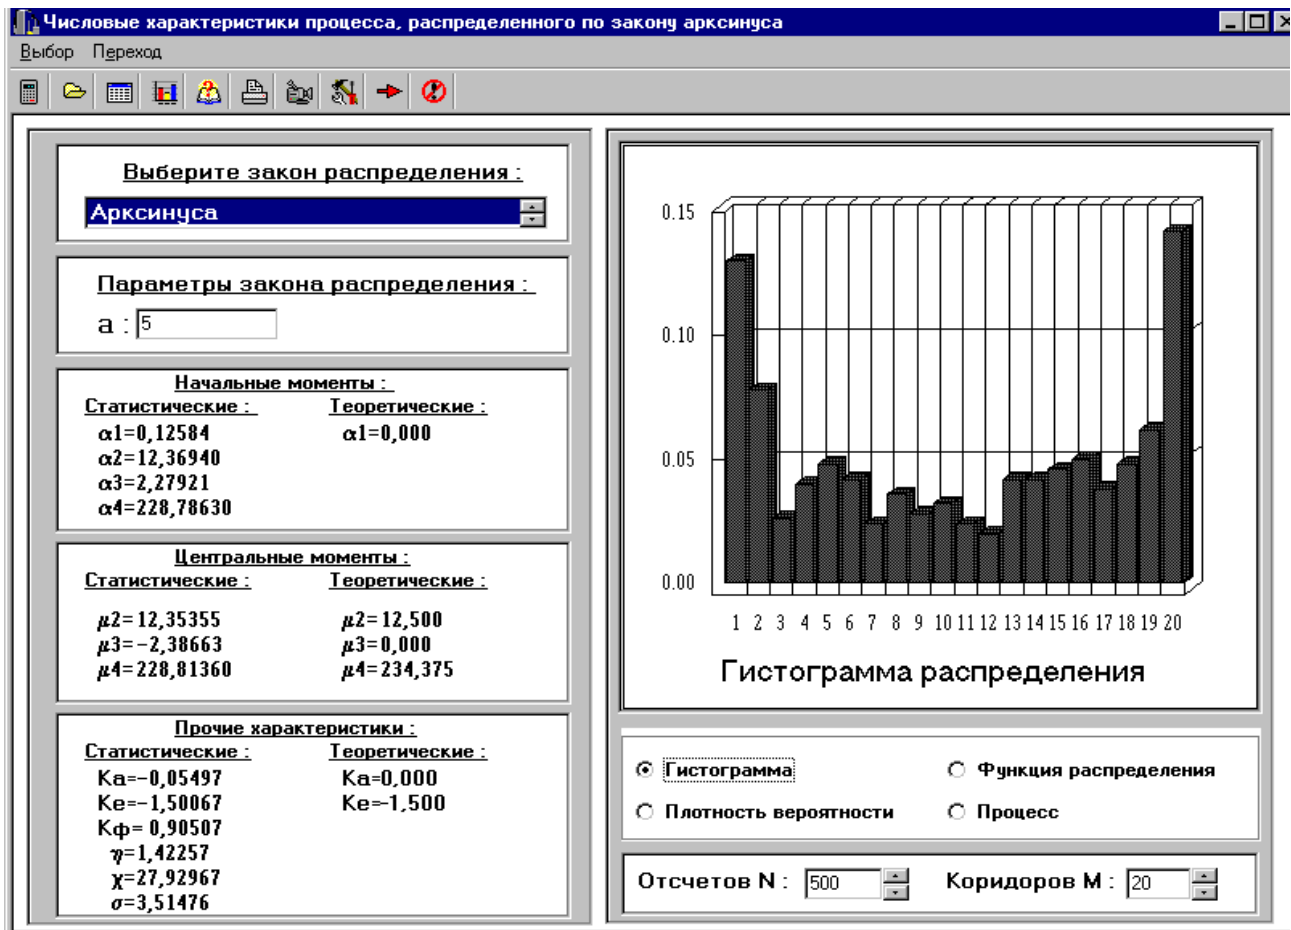 Числовые характеристики процесса, распределенного по закону арксинуса
Выбор Переход
Выберите закон распределения :
Арксинуса
Параметры закона распределения :
a : 5
Начальные моменты :
Статистические : Теоретические :
α1=0,12584 α1=0,000
α2=12,36940
α3=2,27921
α4=228,78630
Центральные моменты :
Статистические : Теоретические :
μ2=12,35355 μ2=12,500
μ3=-2,38663 μ3=0,000
μ4=228,81360 μ4=234,375
Прочие характеристики :
Статистические : Теоретические :
Ка=-0,05497 Ка=0,000
Ке=-1,50067 Ке=-1,500
Кф= 0,90507
η=1,42257
χ=27,92967
σ=3,51476
0.15
0.10
0.05
0.00
1 2 3 4 5 6 7 8 9 10 11 12 13 14 15 16 17 18 19 20
Гистограмма распределения
Гистограмма Функция распределения
Плотность вероятности Процесс
Отсчетов N : 500 Коридоров M : 20